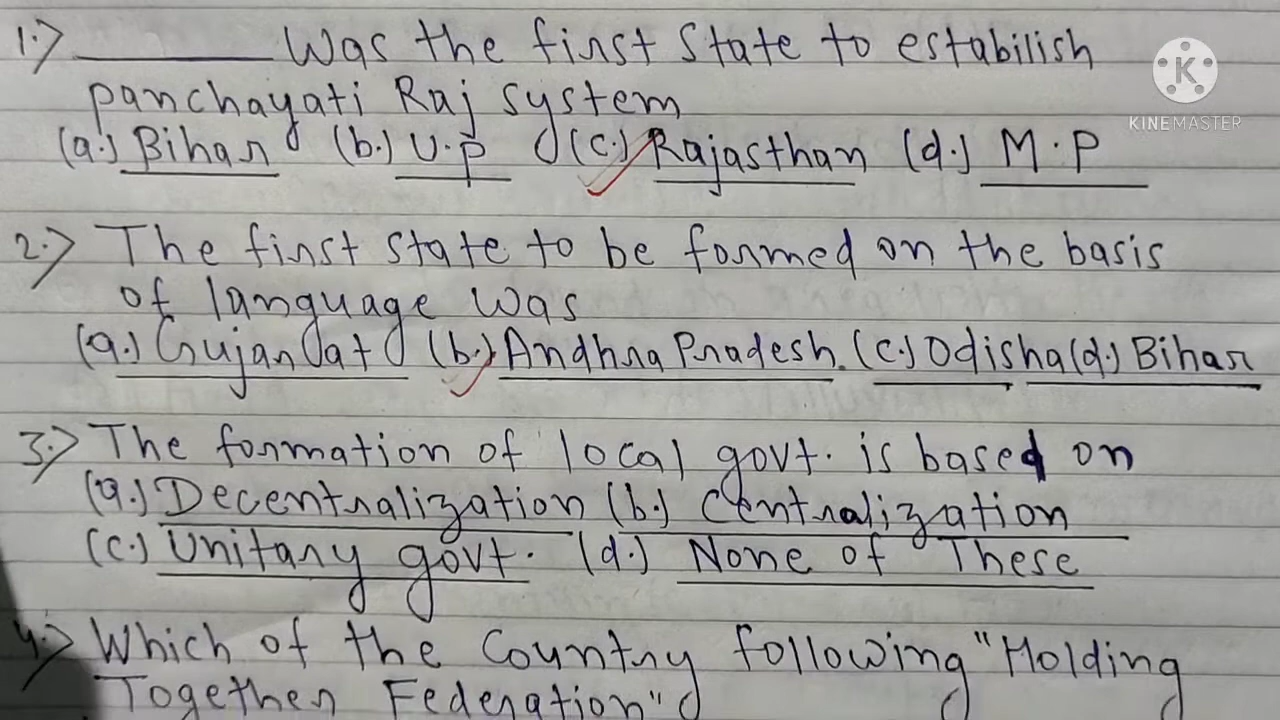 1.) ______ Was the first State to estabilish
panchayati Raj system
(a.) Bihar (b.) U.P (c.) Rajasthan (d.) M.P
2.) The first state to be formed on the basis
of language was
(a.) Gujarat (b.) Andhra Pradesh. (c.) Odisha (d.) Bihar
3.) The formation of local govt. is based on
(a.) Decentralization (b.) Centralization
(c.) Unitary govt. (d.) None of These
4.) Which of the Country following "Holding
Together Federation"
K
KINEMASTER